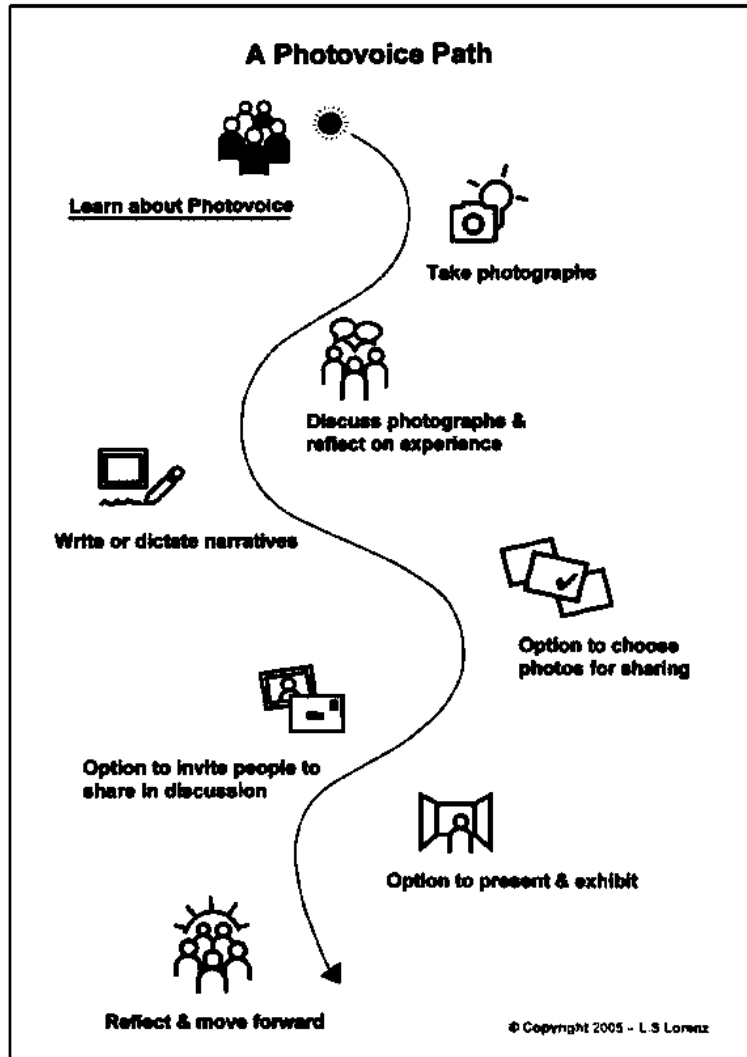 A Photovoice Path
Learn about Photovoice
Take photographs
Discuss photographs &
reflect on experience
Write or dictate narratives
Option to choose
photos for sharing
Option to invite people to
share in discussion
Option to present & exhibit
Reflect & move forward
© Copyright 2005 - L.S Lorenz